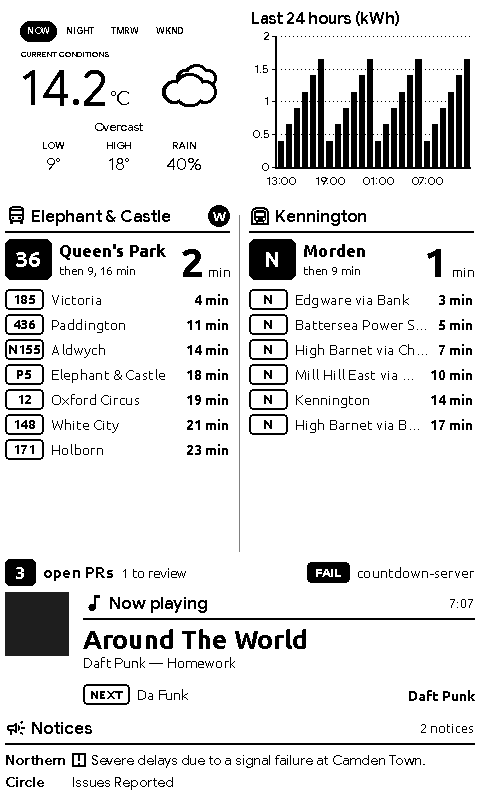 NOW NIGHT TMRW WKND
CURRENT CONDITIONS
14.2°C
Overcast
LOW HIGH RAIN
9° 18° 40%
Last 24 hours (kWh)
2
1.5
1
0.5
0
13:00 19:00 01:00 07:00
Elephant & Castle W
36 Queen's Park 2 min
then 9, 16 min
185 Victoria 4 min
436 Paddington 11 min
N155 Aldwych 14 min
P5 Elephant & Castle 18 min
12 Oxford Circus 19 min
148 White City 21 min
171 Holborn 23 min
Kennington
N Morden 1 min
then 9 min
N Edgware via Bank 3 min
N Battersea Power S... 5 min
N High Barnet via Ch... 7 min
N Mill Hill East via ... 10 min
N Kennington 14 min
N High Barnet via B... 17 min
3 open PRs 1 to review
FAIL countdown-server
Now playing 7:07
Around The World
Daft Punk — Homework
NEXT Da Funk Daft Punk
Notices 2 notices
Northern Severe delays due to a signal failure at Camden Town.
Circle Issues Reported